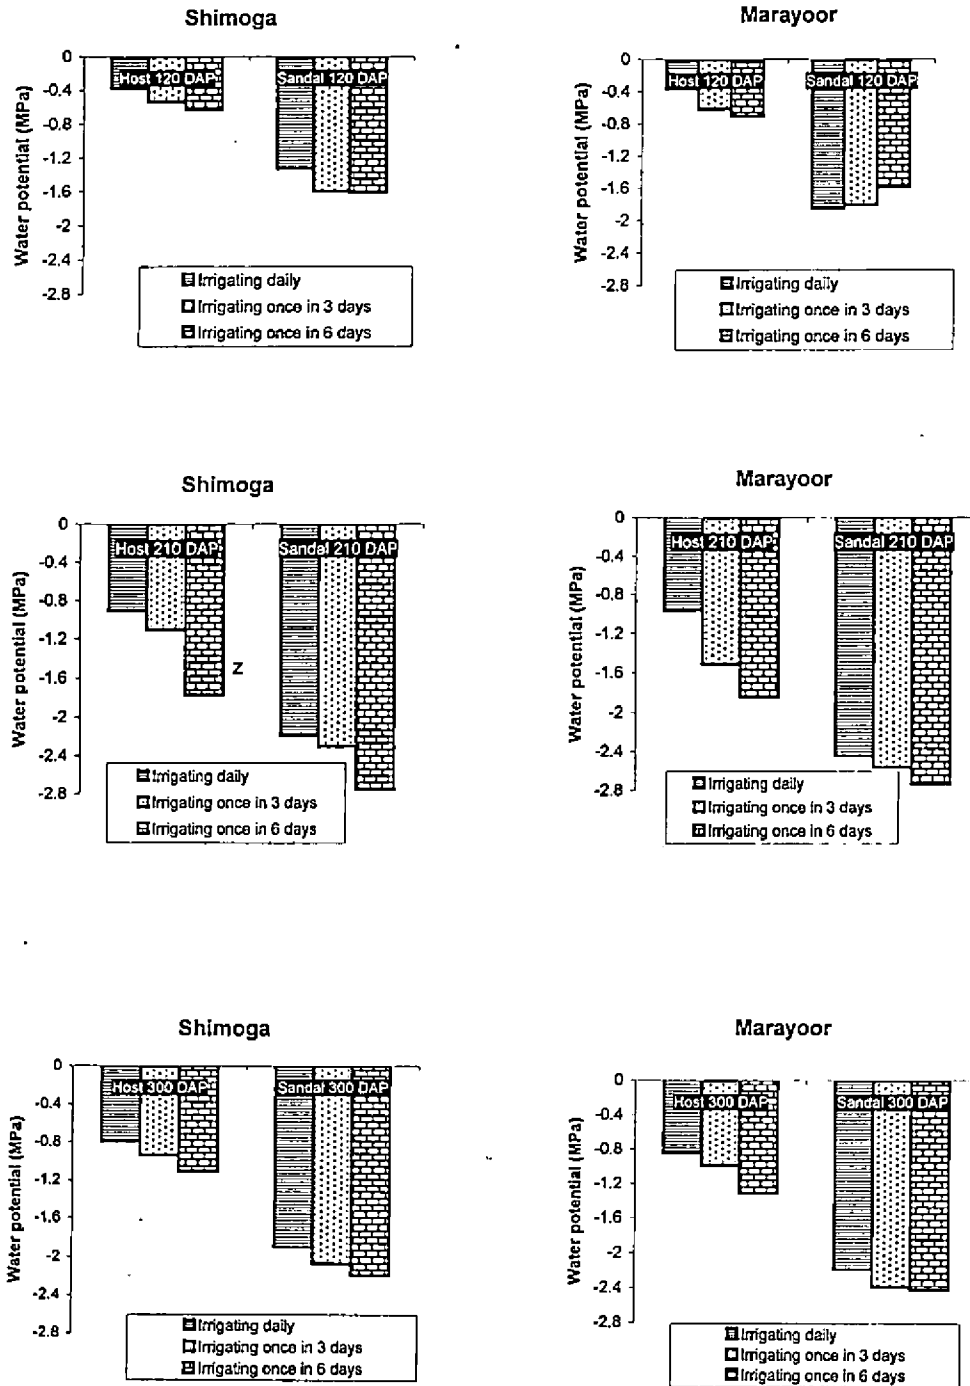 Shimoga
Water potential (MPa)
0
-0.4
-0.8
-1.2
-1.6
-2
-2.4
-2.8
Host 120 DAP
Sandal 120 DAP
Irrigating daily
Irrigating once in 3 days
Irrigating once in 6 days
Marayoor
Water potential (MPa)
0
-0.4
-0.8
-1.2
-1.6
-2
-2.4
-2.8
Host 120 DAP
Sandal 120 DAP
Irrigating daily
Irrigating once in 3 days
Irrigating once in 6 days
Shimoga
Water potential (MPa)
0
-0.4
-0.8
-1.2
-1.6
-2
-2.4
-2.8
Host 210 DAP
Sandal 210 DAP
Z
Irrigating daily
Irrigating once in 3 days
Irrigating once in 6 days
Marayoor
Water potential (MPa)
0
-0.4
-0.8
-1.2
-1.6
-2
-2.4
-2.8
Host 210 DAP
Sandal 210 DAP
Irrigating daily
Irrigating once in 3 days
Irrigating once in 6 days
Shimoga
Water potential (MPa)
0
-0.4
-0.8
-1.2
-1.6
-2
-2.4
-2.8
Host 300 DAP
Sandal 300 DAP
Irrigating daily
Irrigating once in 3 days
Irrigating once in 6 days
Marayoor
Water potential (MPa)
0
-0.4
-0.8
-1.2
-1.6
-2
-2.4
-2.8
Host 300 DAP
Sandal 300 DAP
Irrigating daily
Irrigating once in 3 days
Irrigating once in 6 days